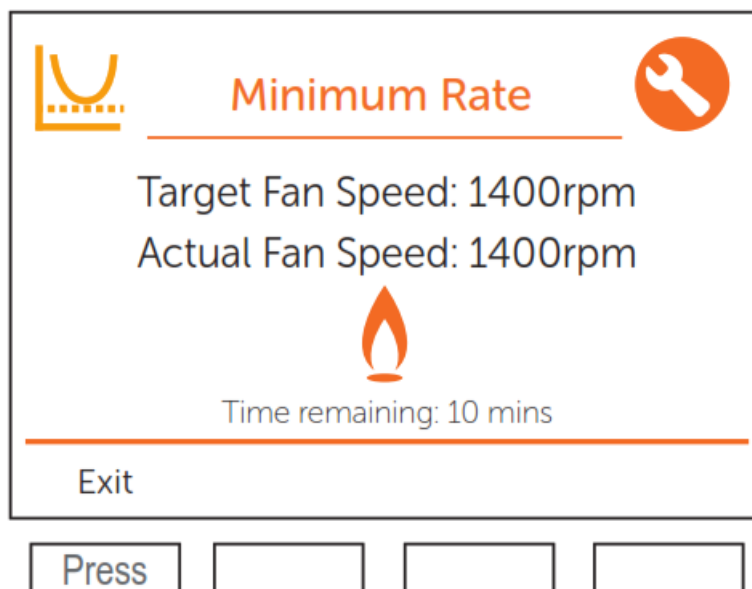 Minimum Rate
Target Fan Speed: 1400rpm
Actual Fan Speed: 1400rpm
Time remaining: 10 mins
Exit
Press